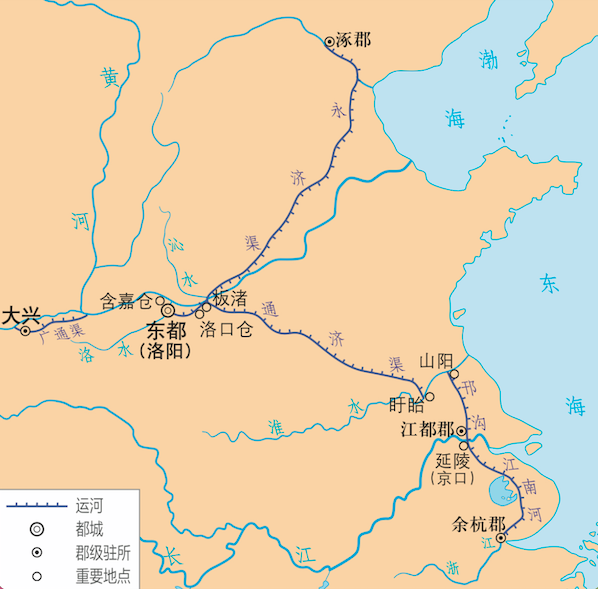 涿郡
渤
海
黄
河
永
济
渠
沁
水
含嘉仓
板渚
洛口仓
东都
(洛阳)
大兴
广通渠
洛水
通
济
渠
山阳
盱眙
邗
沟
淮
水
江都郡
延陵
(京口)
江
南
河
余杭郡
东
海
长
江
浙
江
运河
都城
郡级驻所
重要地点